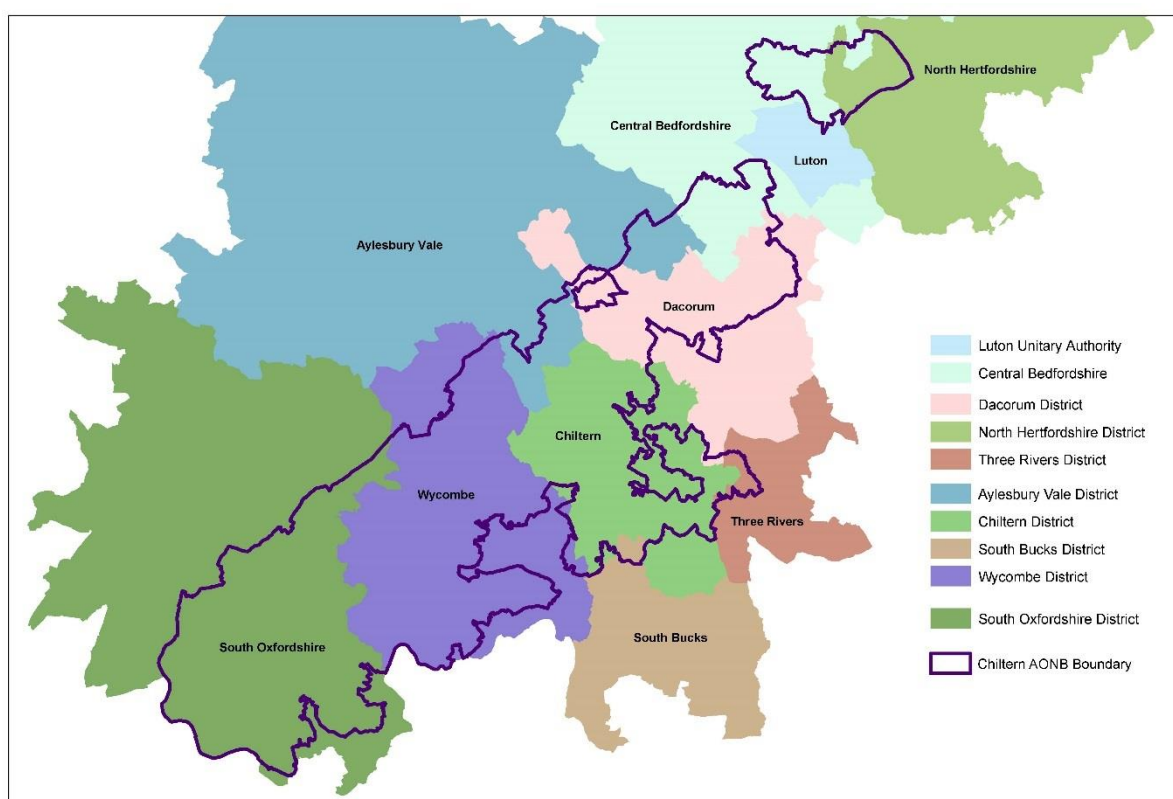 North Hertfordshire
Central Bedfordshire
Luton
Aylesbury Vale
Dacorum
Chiltern
Wycombe
Three Rivers
South Bucks
South Oxfordshire
Luton Unitary Authority
Central Bedfordshire
Dacorum District
North Hertfordshire District
Three Rivers District
Aylesbury Vale District
Chiltern District
South Bucks District
Wycombe District
South Oxfordshire District
Chiltern AONB Boundary